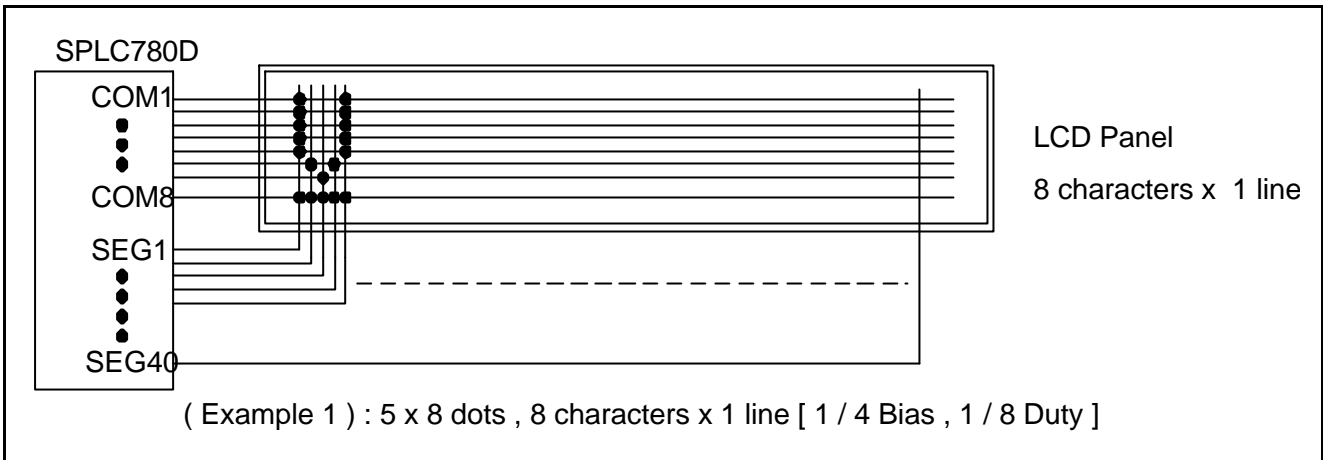 SPLC780D
COM1
COM8
SEG1
SEG40
LCD Panel
8 characters x 1 line
( Example 1 ) : 5 x 8 dots , 8 characters x 1 line [ 1 / 4 Bias , 1 / 8 Duty ]